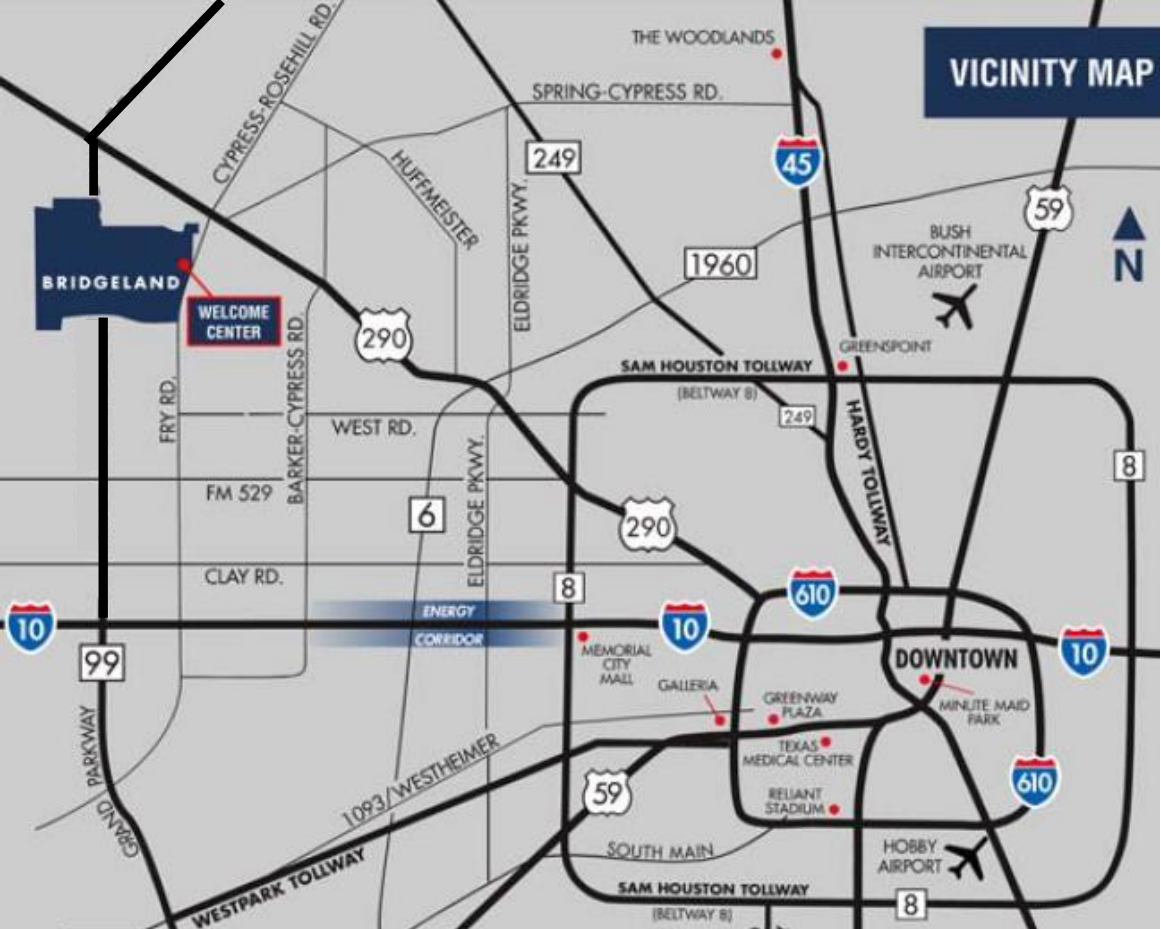 THE WOODLANDS
VICINITY MAP
CYPRESS-ROSEHILL RD.
SPRING-CYPRESS RD.
249
45
HUFFMEISTER
ELDRIDGE PKWY.
59
BUSH
INTERCONTINENTAL
AIRPORT
N
1960
BRIDGELAND
WELCOME
CENTER
290
GREENSPOINT
SAM HOUSTON TOLLWAY
(BELTWAY 8)
249
HARDY TOLLWAY
FRY RD.
BARKER-CYPRESS RD.
WEST RD.
8
FM 529
6
ELDRIDGE PKWY.
290
CLAY RD.
8
610
ENERGY
CORRIDOR
10
10
10
99
MEMORIAL
CITY
MALL
DOWNTOWN
GALLERIA
GREENWAY
PLAZA
MINUTE MAID
PARK
GRAND PARKWAY
1093/WESTHEIMER
TEXAS
MEDICAL CENTER
59
RELIANT
STADIUM
610
SOUTH MAIN
HOBBY
AIRPORT
WESTPARK TOLLWAY
SAM HOUSTON TOLLWAY
(BELTWAY 8)
8